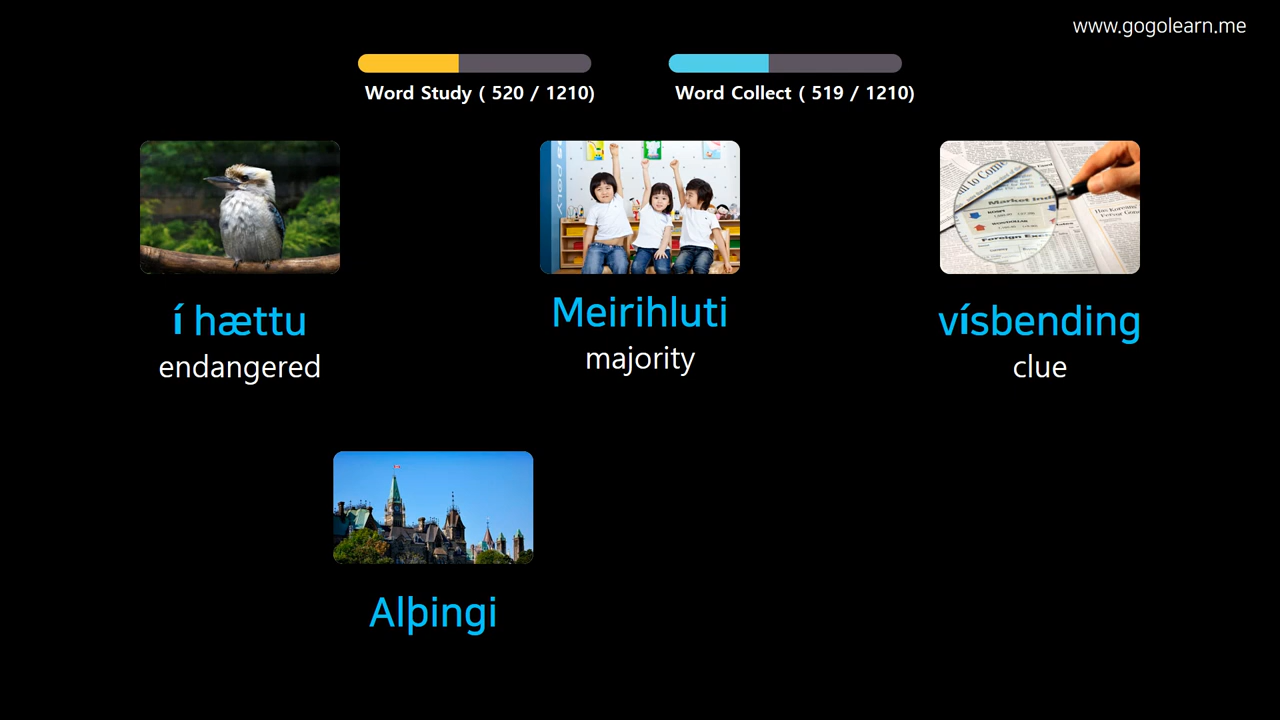 www.gogolearn.me
Word Study ( 520 / 1210)
Word Collect ( 519 / 1210)
í hættu
endangered
Meirihluti
majority
vísbending
clue
Alþingi